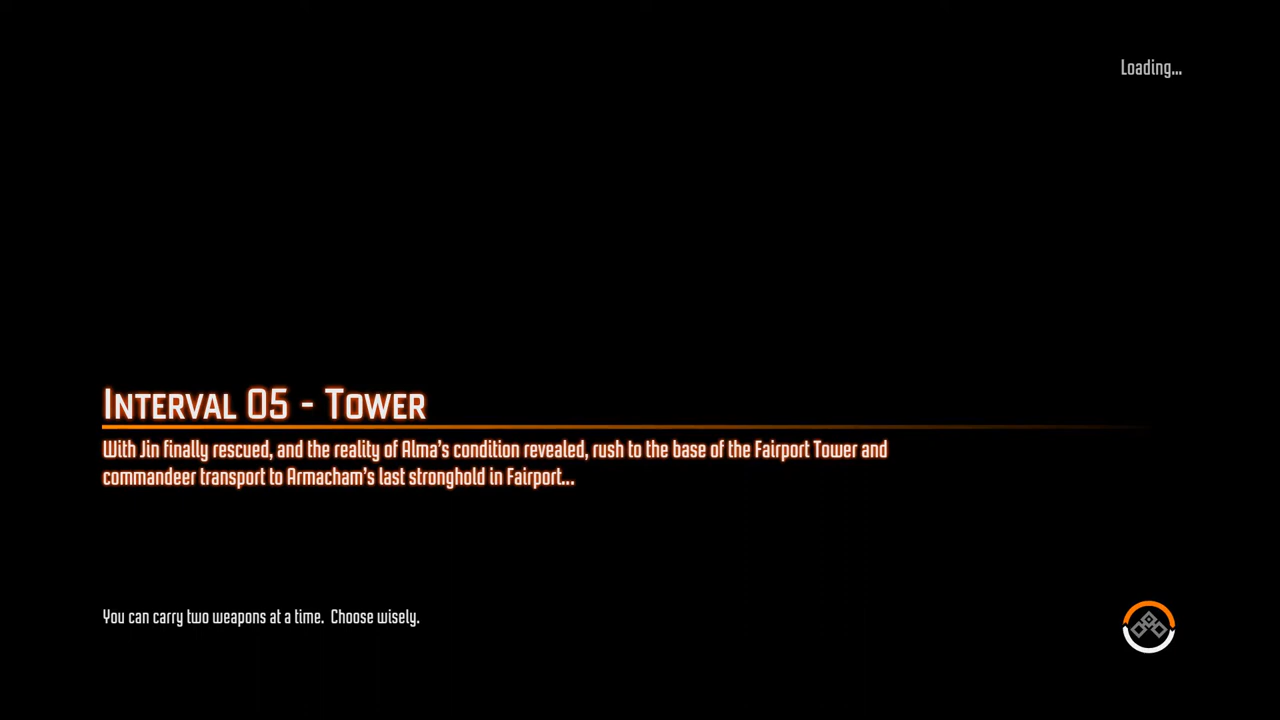 Loading...
Interval 05 - Tower
With Jin finally rescued, and the reality of Alma's condition revealed, rush to the base of the Fairport Tower and
commandeer transport to Armacham's last stronghold in Fairport...
You can carry two weapons at a time.  Choose wisely.